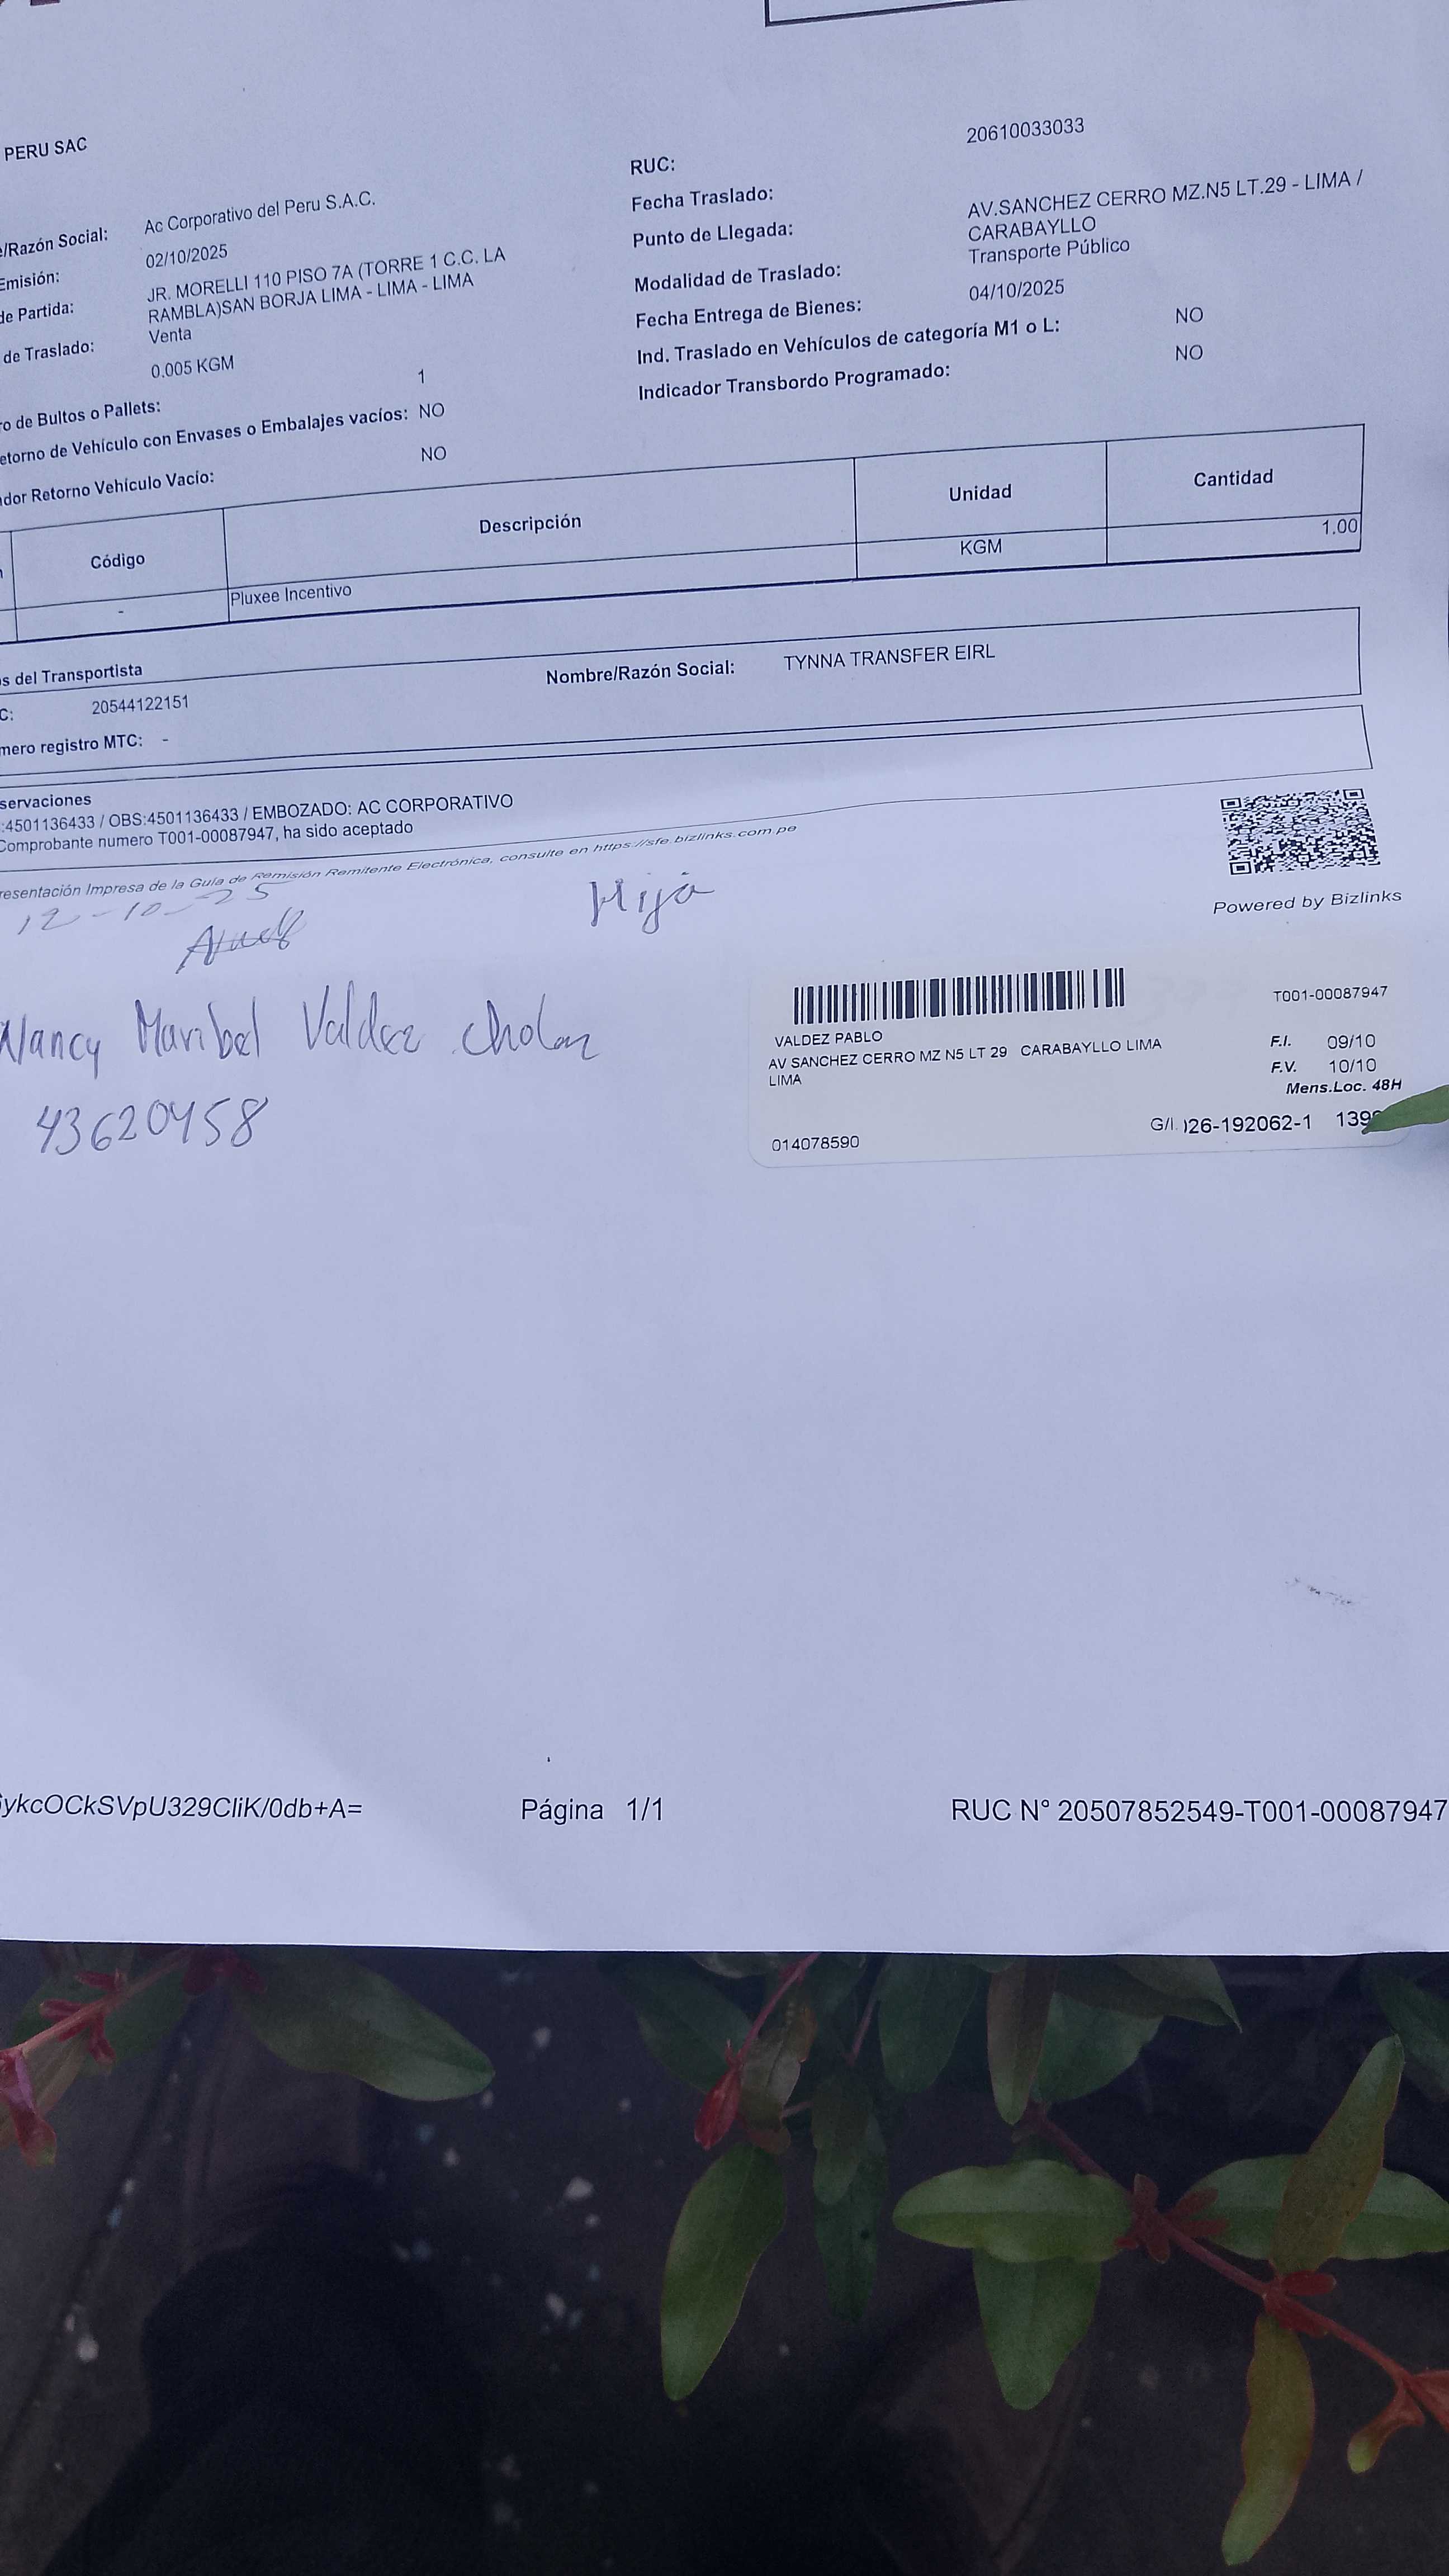 PERU SAC
e/Razón Social: Ac Corporativo del Peru S.A.C.
Emisión: 02/10/2025
de Partida: JR. MORELLI 110 PISO 7A (TORRE 1 C.C. LA
RAMBLA)SAN BORJA LIMA - LIMA - LIMA
de Traslado: Venta
0.005 KGM
ro de Bultos o Pallets: 1
etorno de Vehículo con Envases o Embalajes vacíos: NO
dor Retorno Vehículo Vacío: NO
RUC: 20610033033
Fecha Traslado:
Punto de Llegada: AV.SANCHEZ CERRO MZ.N5 LT.29 - LIMA /
CARABAYLLO
Modalidad de Traslado: Transporte Público
Fecha Entrega de Bienes: 04/10/2025
Ind. Traslado en Vehículos de categoría M1 o L: NO
Indicador Transbordo Programado: NO
Código Descripción Unidad Cantidad
- Pluxee Incentivo KGM 1.00
s del Transportista
C: 20544122151 Nombre/Razón Social: TYNNA TRANSFER EIRL
mero registro MTC: -
servaciones
:4501136433 / OBS:4501136433 / EMBOZADO: AC CORPORATIVO
Comprobante numero T001-00087947, ha sido aceptado
resentación Impresa de la Guía de Remisión Remitente Electrónica, consulte en https://sfe.bizlinks.com.pe
12-10-25
Hija
Powered by Bizlinks
Nancy Maribel Valdez Cholan
43620458
T001-00087947
VALDEZ PABLO
AV SANCHEZ CERRO MZ N5 LT 29 CARABAYLLO LIMA
LIMA
F.I. 09/10
F.V. 10/10
Mens.Loc. 48H
G/I. 026-192062-1 139
014078590
ykcOCkSVpU329CliK/0db+A= Página 1/1 RUC N° 20507852549-T001-00087947